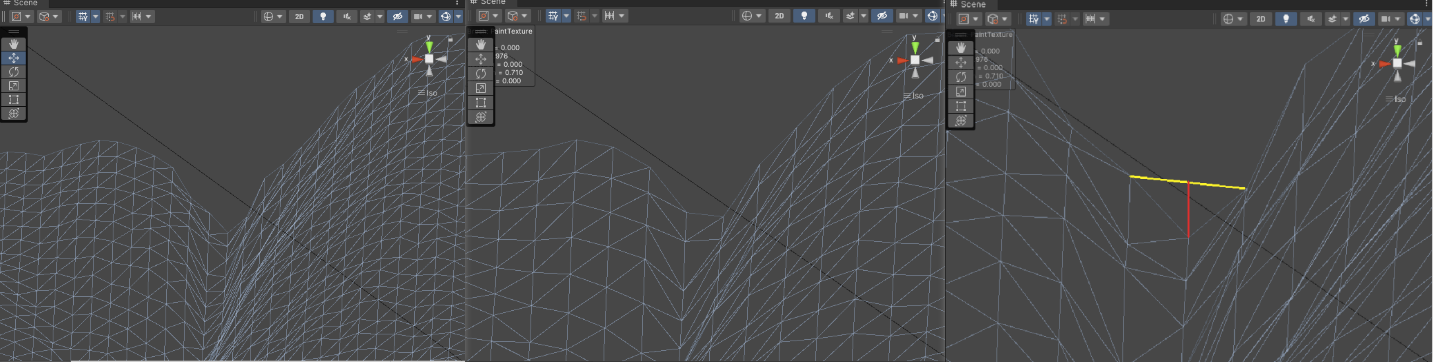 Scene
2D
y
x
Iso
Scene
2D
aintTexture
= 0.000
976
= 0.000
= 0.710
= 0.000
y
x
Iso
Scene
2D
aintTexture
= 0.000
976
= 0.000
= 0.710
= 0.000
y
x
Iso